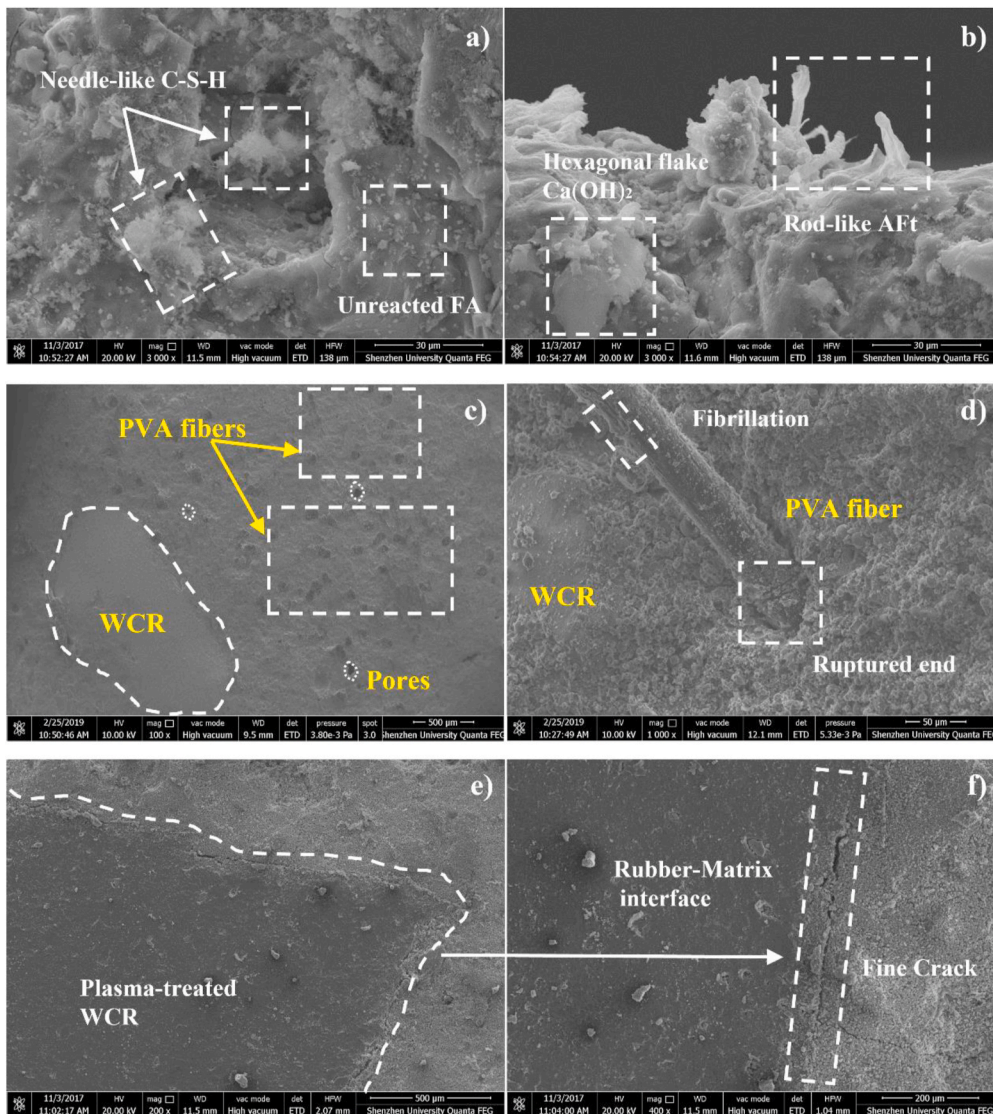 a)
Needle-like C-S-H
Unreacted FA
11/3/2017 HV mag WD vac mode det HFW 30 µm
10:52:27 AM 20.00 kV 3 000 x 11.5 mm High vacuum ETD 138 µm Shenzhen University Quanta FEG
b)
Hexagonal flake
Ca(OH)₂
Rod-like AFt
11/3/2017 HV mag WD vac mode det HFW 30 µm
10:54:27 AM 20.00 kV 3 000 x 11.6 mm High vacuum ETD 138 µm Shenzhen University Quanta FEG
c)
PVA fibers
WCR
Pores
2/25/2019 HV mag vac mode WD det pressure spot 500 µm
10:50:46 AM 10.00 kV 100 x High vacuum 9.5 mm ETD 3.80e-3 Pa 3.0 Shenzhen University Quanta FEG
d)
Fibrillation
PVA fiber
WCR
Ruptured end
2/25/2019 HV mag vac mode WD det pressure 50 µm
10:27:49 AM 10.00 kV 1 000 x High vacuum 12.1 mm ETD 5.33e-3 Pa Shenzhen University Quanta FEG
e)
Plasma-treated
WCR
11/3/2017 HV mag WD vac mode det HFW 500 µm
11:02:17 AM 20.00 kV 200 x 11.5 mm High vacuum ETD 2.07 mm Shenzhen University Quanta FEG
f)
Rubber-Matrix
interface
Fine Crack
11/3/2017 HV mag WD vac mode det HFW 200 µm
11:04:00 AM 20.00 kV 400 x 11.5 mm High vacuum ETD 1.04 mm Shenzhen University Quanta FEG